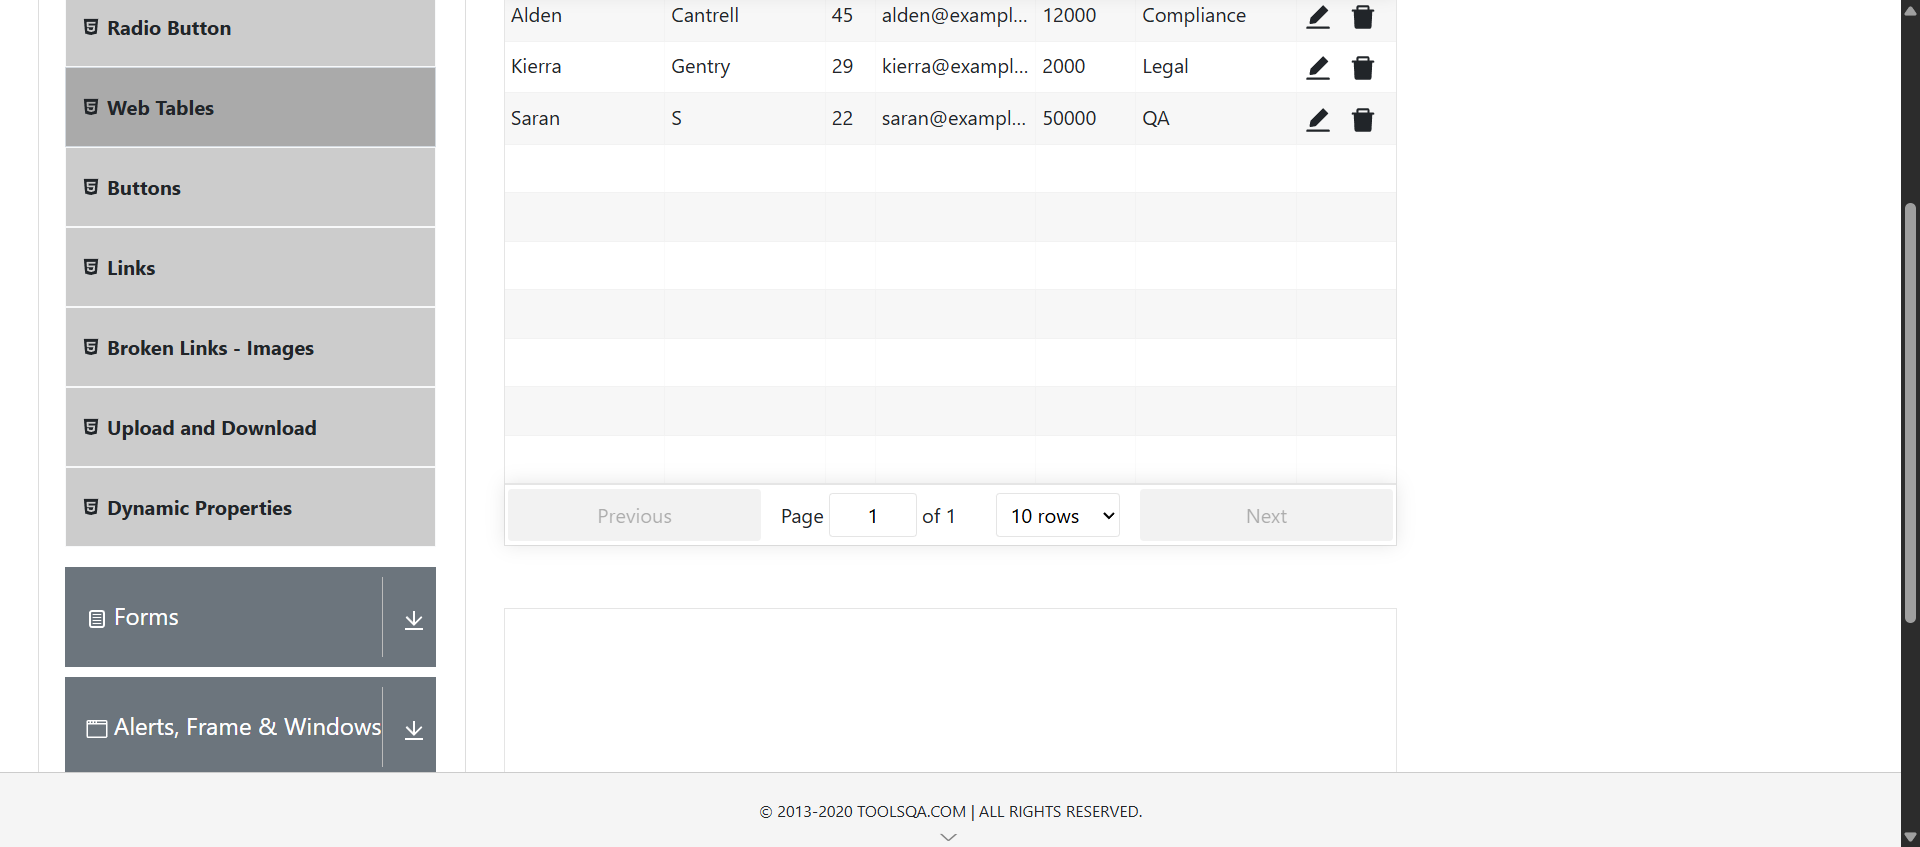 Radio Button
Web Tables
Buttons
Links
Broken Links - Images
Upload and Download
Dynamic Properties
Forms
Alerts, Frame & Windows
Alden Cantrell 45 alden@exampl... 12000 Compliance
Kierra Gentry 29 kierra@exampl... 2000 Legal
Saran S 22 saran@exampl... 50000 QA
Previous Page 1 of 1 10 rows Next
© 2013-2020 TOOLSQA.COM | ALL RIGHTS RESERVED.